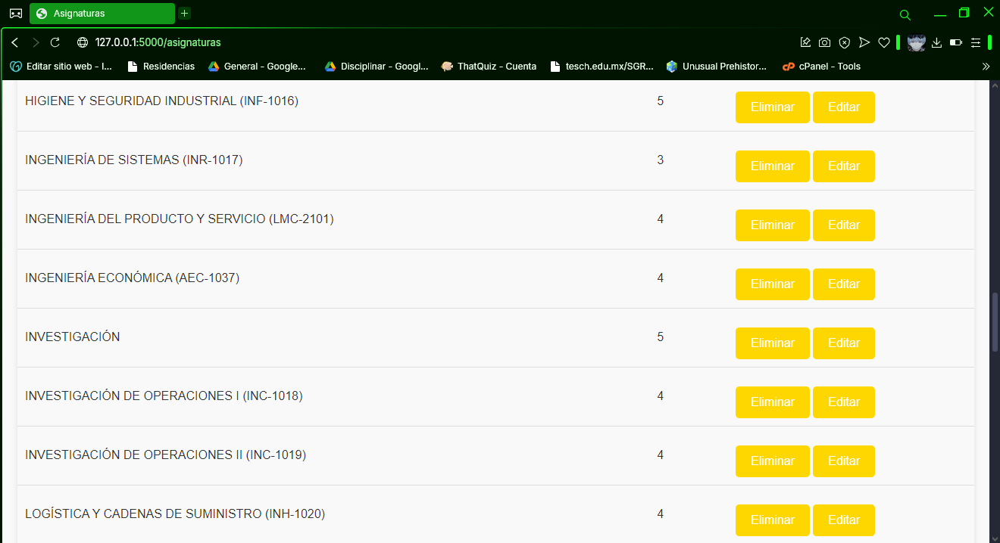 Asignaturas
127.0.0.1:5000/asignaturas
Editar sitio web - I... Residencias General - Google... Disciplinar - Googl... ThatQuiz - Cuenta tesch.edu.mx/SGR... Unusual Prehistor... cPanel - Tools
HIGIENE Y SEGURIDAD INDUSTRIAL (INF-1016) 5 Eliminar Editar
INGENIERÍA DE SISTEMAS (INR-1017) 3 Eliminar Editar
INGENIERÍA DEL PRODUCTO Y SERVICIO (LMC-2101) 4 Eliminar Editar
INGENIERÍA ECONÓMICA (AEC-1037) 4 Eliminar Editar
INVESTIGACIÓN 5 Eliminar Editar
INVESTIGACIÓN DE OPERACIONES I (INC-1018) 4 Eliminar Editar
INVESTIGACIÓN DE OPERACIONES II (INC-1019) 4 Eliminar Editar
LOGÍSTICA Y CADENAS DE SUMINISTRO (INH-1020) 4 Eliminar Editar